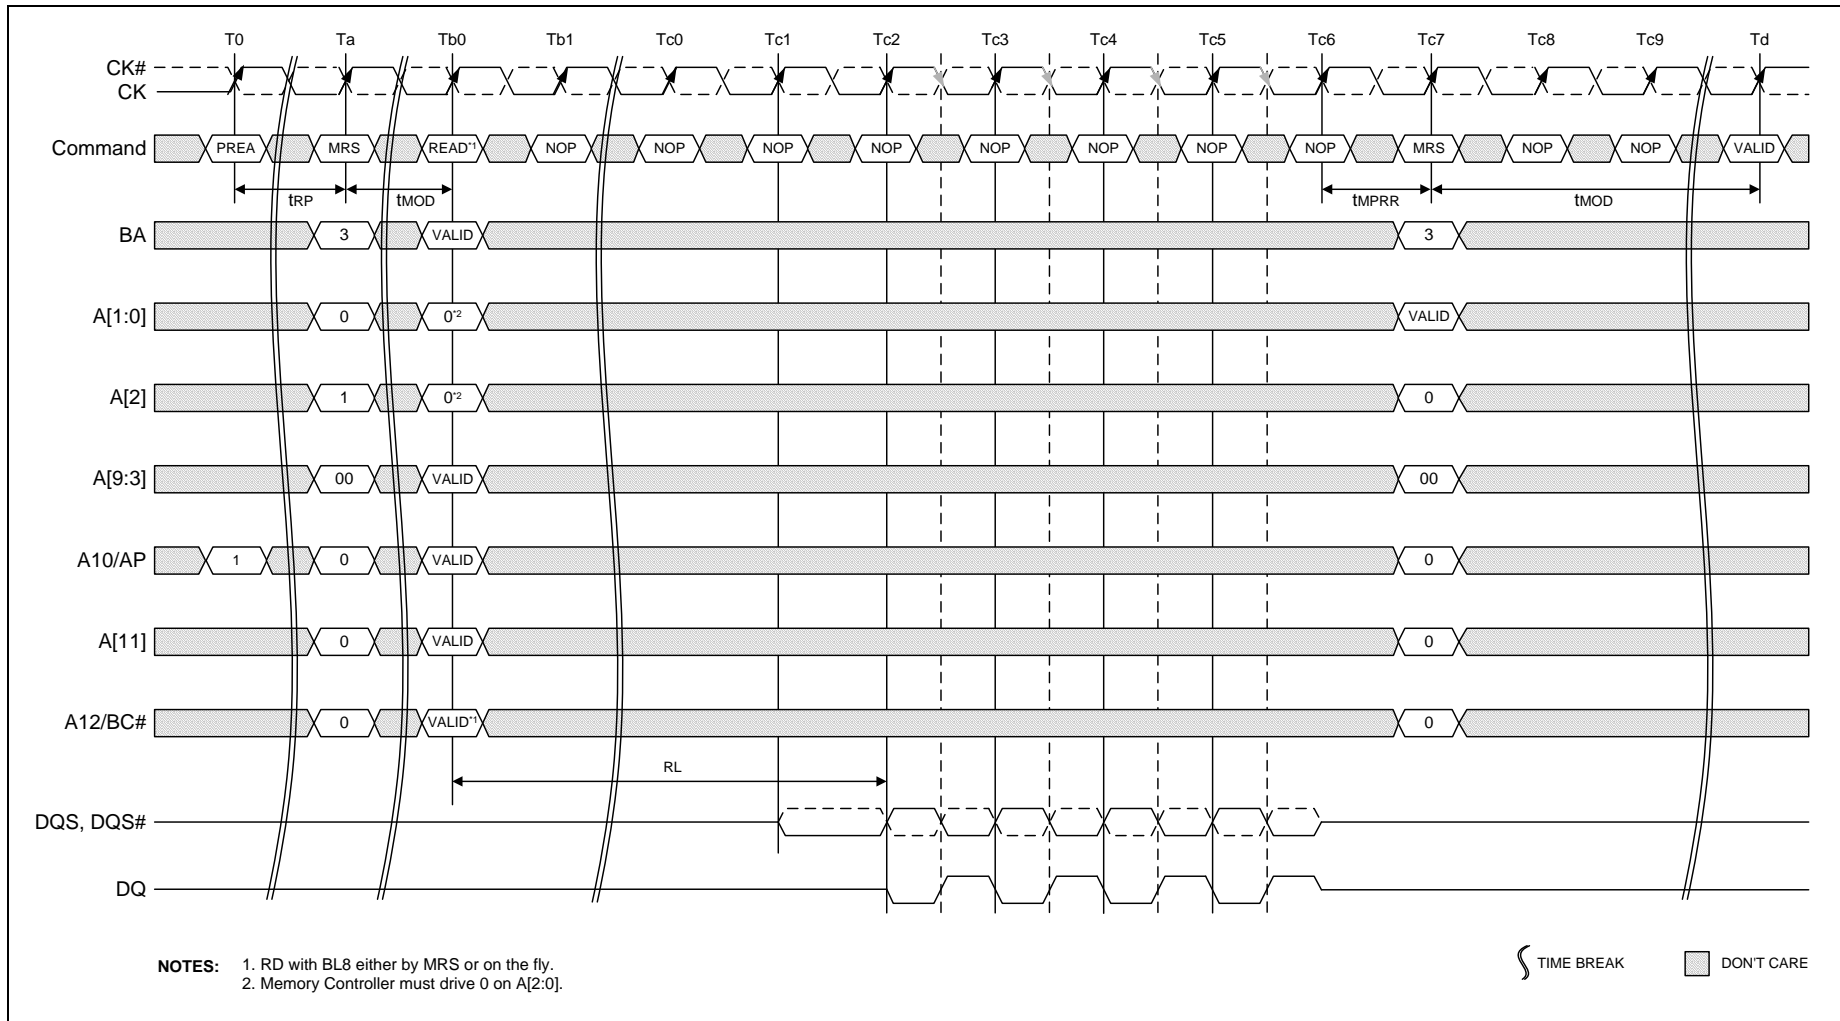 T0 Ta Tb0 Tb1 Tc0 Tc1 Tc2 Tc3 Tc4 Tc5 Tc6 Tc7 Tc8 Tc9 Td
CK#
CK
Command PREA MRS READ*1 NOP NOP NOP NOP NOP NOP NOP NOP MRS NOP NOP VALID
tRP tMOD tMPRR tMOD
BA 3 VALID 3
A[1:0] 0 0*2 VALID
A[2] 1 0*2 0
A[9:3] 00 VALID 00
A10/AP 1 0 VALID 0
A[11] 0 VALID 0
A12/BC# 0 VALID*1 0
RL
DQS, DQS#
DQ
NOTES: 1. RD with BL8 either by MRS or on the fly.
2. Memory Controller must drive 0 on A[2:0].
TIME BREAK DON'T CARE